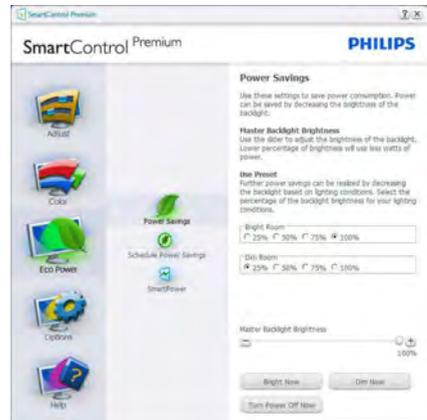 SmartControl Premium
SmartControl Premium
PHILIPS
Adjust
Color
Eco Power
Options
Help
Power Savings
Schedule Power Savings
SmartPower
Power Savings
Use these settings to save power consumption. Power
can be saved by decreasing the brightness of the
backlight.
Master Backlight Brightness
Use the slider to adjust the brightness of the backlight.
Lower percentage of brightness will use less watts of
power.
Use Preset
Further power savings can be realized by decreasing
the backlight based on lighting conditions. Select the
percentage of the backlight brightness for your lighting
conditions.
Bright Room
25% 50% 75% 100%
Dim Room
25% 50% 75% 100%
Master Backlight Brightness
100%
Bright Now Dim Now
Turn Power Off Now